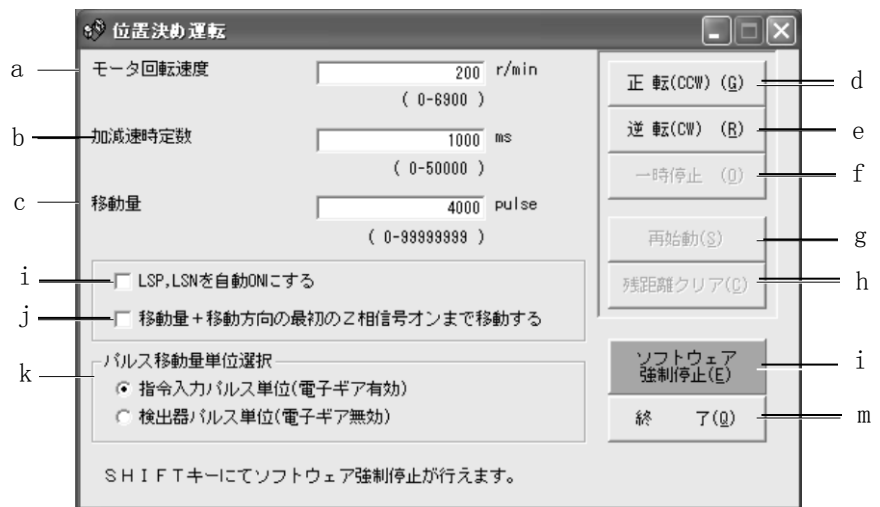 位置決め運転
a モータ回転速度 200 r/min
( 0-6900 )
b 加減速時定数 1000 ms
( 0-50000 )
c 移動量 4000 pulse
( 0-99999999 )
i LSP,LSNを自動ONにする
j 移動量+移動方向の最初のZ相信号オンまで移動する
k パルス移動量単位選択
指令入力パルス単位(電子ギア有効)
検出器パルス単位(電子ギア無効)
SHIFTキーにてソフトウェア強制停止が行えます。
正 転(CCW) (G) d
逆 転(CW) (R) e
一時停止 (O) f
再始動(S) g
残距離クリア(C) h
ソフトウェア
強制停止(E) i
終 了(Q) m